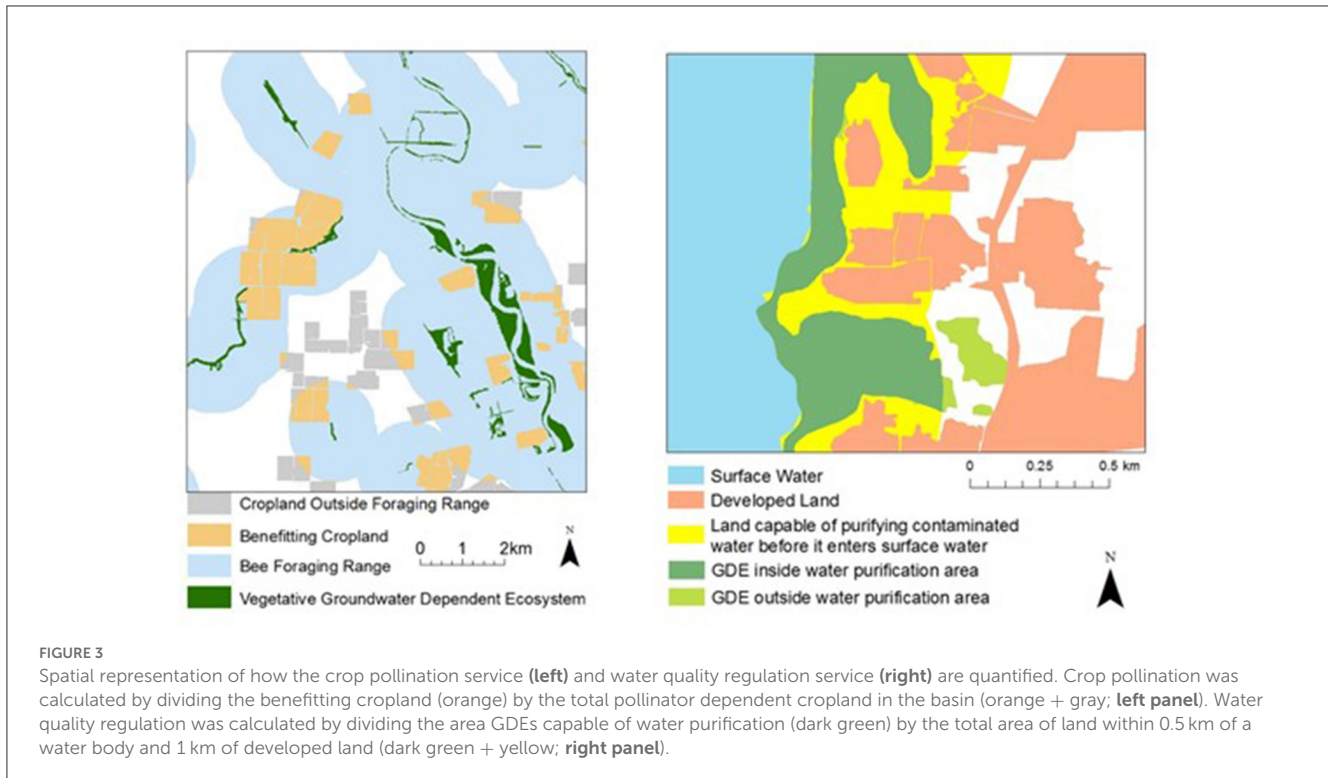 Cropland Outside Foraging Range
Benefitting Cropland
Bee Foraging Range
Vegetative Groundwater Dependent Ecosystem
0 1 2km
N
Surface Water
Developed Land
Land capable of purifying contaminated
water before it enters surface water
GDE inside water purification area
GDE outside water purification area
0 0.25 0.5 km
N
FIGURE 3
Spatial representation of how the crop pollination service (left) and water quality regulation service (right) are quantified. Crop pollination was
calculated by dividing the benefitting cropland (orange) by the total pollinator dependent cropland in the basin (orange + gray; left panel). Water
quality regulation was calculated by dividing the area GDEs capable of water purification (dark green) by the total area of land within 0.5 km of a
water body and 1 km of developed land (dark green + yellow; right panel).